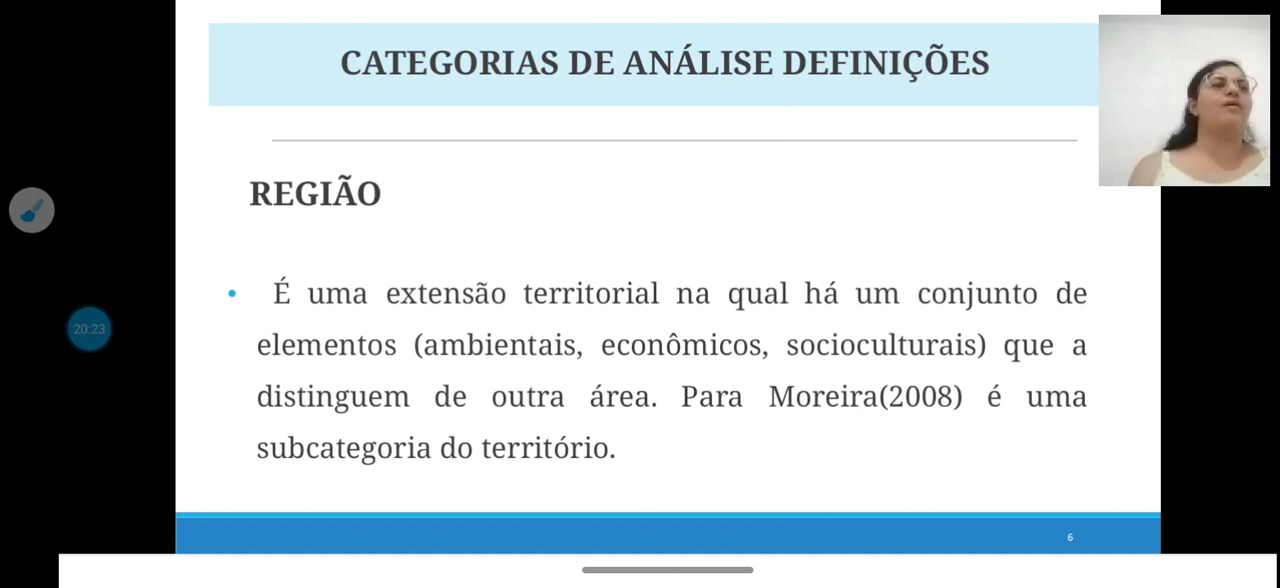 CATEGORIAS DE ANÁLISE DEFINIÇÕES
REGIÃO
• É uma extensão territorial na qual há um conjunto de
elementos (ambientais, econômicos, socioculturais) que a
distinguem de outra área. Para Moreira(2008) é uma
subcategoria do território.
20:23
6